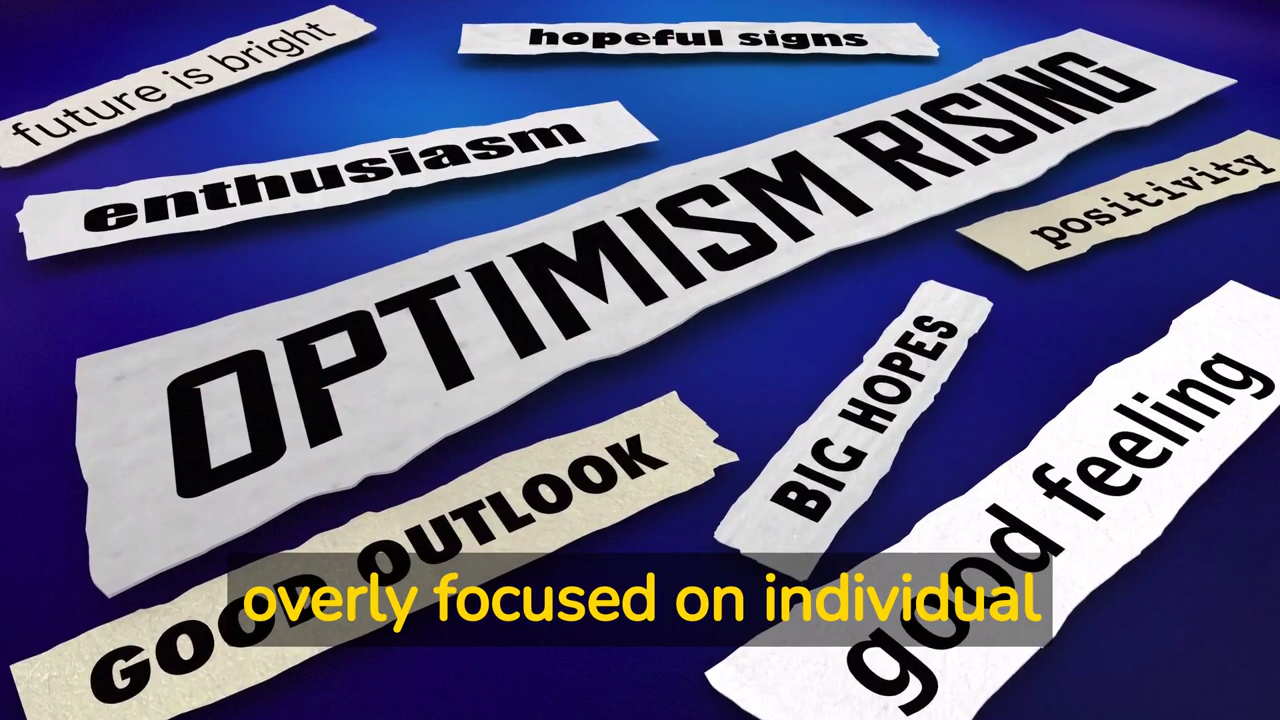 future is bright
hopeful signs
enthusiasm
OPTIMISM RISING
positivity
BIG HOPES
good feeling
GOOD OUTLOOK
overly focused on individual